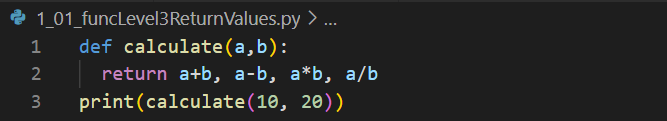 1_01_funcLevel3ReturnValues.py > ...
1 def calculate(a,b):
2   return a+b, a-b, a*b, a/b
3 print(calculate(10, 20))